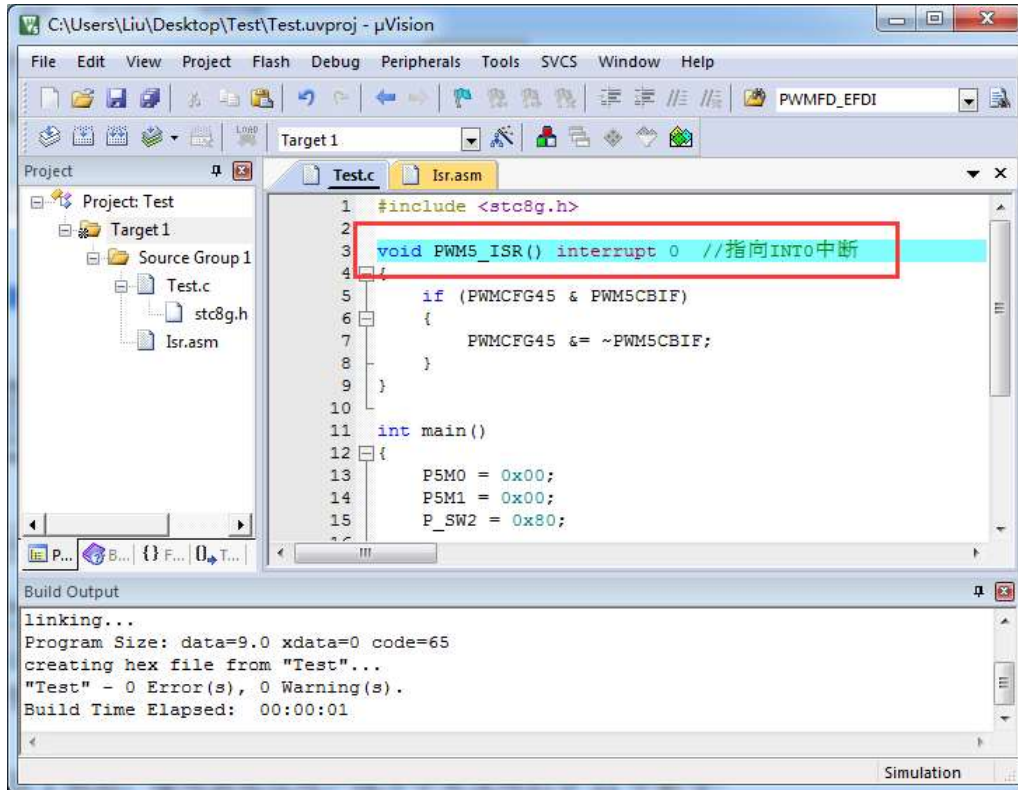 C:\Users\Liu\Desktop\Test\Test.uvproj - µVision
File Edit View Project Flash Debug Peripherals Tools SVCS Window Help
PWMFD_EFDI
LOAD Target 1
Project
Project: Test
Target 1
Source Group 1
Test.c
stc8g.h
Isr.asm
P... B... {} F... 0 T...
Test.c Isr.asm
1 #include <stc8g.h>
2
3 void PWM5_ISR() interrupt 0 //指向INT0中断
4 {
5 if (PWMCFG45 & PWM5CBIF)
6 {
7 PWMCFG45 &= ~PWM5CBIF;
8 }
9 }
10
11 int main()
12 {
13 P5M0 = 0x00;
14 P5M1 = 0x00;
15 P_SW2 = 0x80;
Build Output
linking...
Program Size: data=9.0 xdata=0 code=65
creating hex file from "Test"...
"Test" - 0 Error(s), 0 Warning(s).
Build Time Elapsed: 00:00:01
Simulation